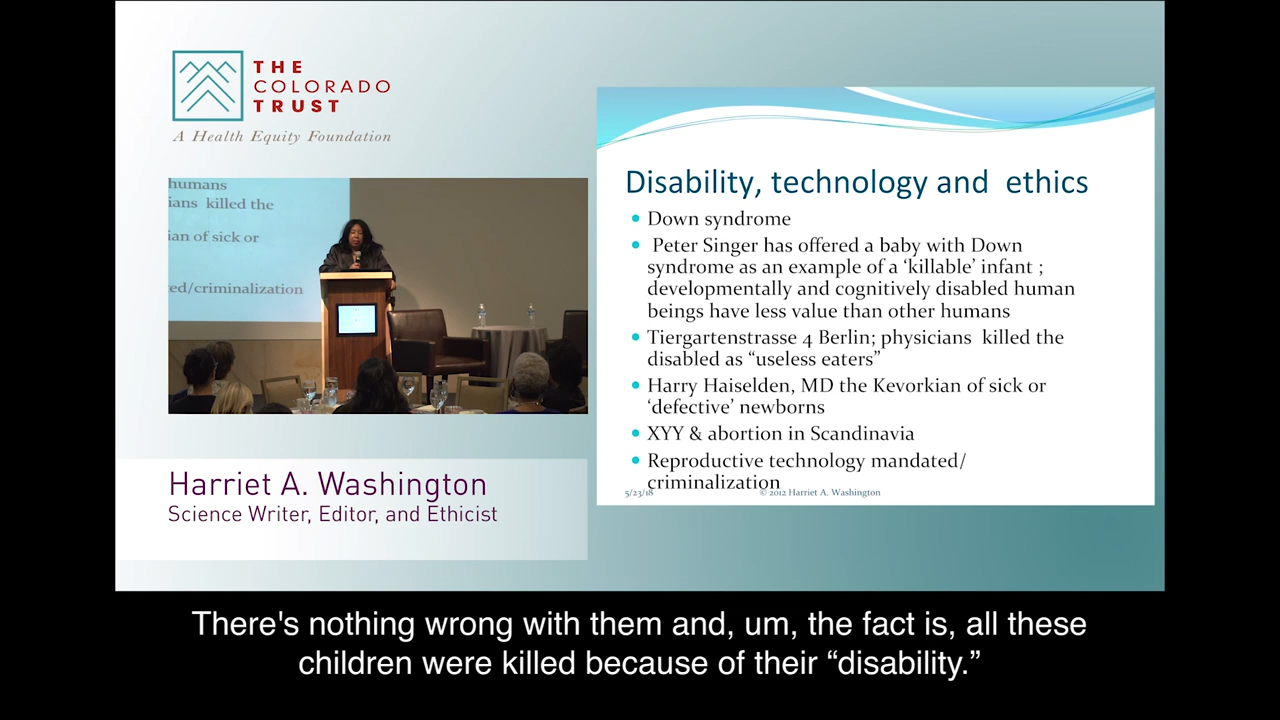 THE
COLORADO
TRUST
A Health Equity Foundation
humans
ians killed the
ian of sick or
ed/criminalization
Harriet A. Washington
Science Writer, Editor, and Ethicist
Disability, technology and ethics
• Down syndrome
• Peter Singer has offered a baby with Down
syndrome as an example of a ‘killable’ infant ;
developmentally and cognitively disabled human
beings have less value than other humans
• Tiergartenstrasse 4 Berlin; physicians killed the
disabled as “useless eaters”
• Harry Haiselden, MD the Kevorkian of sick or
‘defective’ newborns
• XYY & abortion in Scandinavia
• Reproductive technology mandated/
criminalization
5/23/18 © 2012 Harriet A. Washington
There's nothing wrong with them and, um, the fact is, all these
children were killed because of their “disability.”